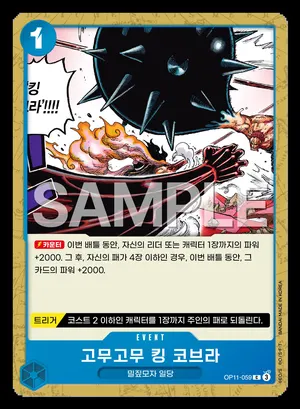 1
킹
브라'!!!!
SAMPLE
카운터 이번 배틀 동안, 자신의 리더 또는 캐릭터 1장까지의 파워
+2000. 그 후, 자신의 패가 4장 이하인 경우, 이번 배틀 동안, 그
카드의 파워 +2000.
트리거 코스트 2 이하인 캐릭터를 1장까지 주인의 패로 되돌린다.
EVENT
고무고무 킹 코브라
밀짚모자 일당
OP11-059 R 3